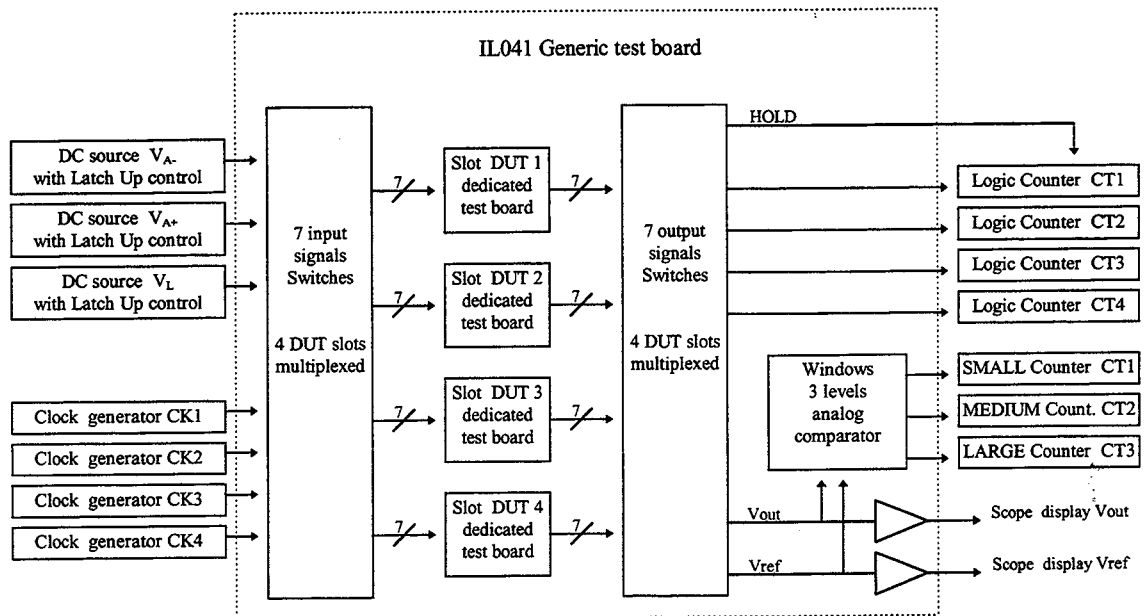 IL041 Generic test board
DC source V_A-
with Latch Up control
DC source V_A+
with Latch Up control
DC source V_L
with Latch Up control
Clock generator CK1
Clock generator CK2
Clock generator CK3
Clock generator CK4
7 input
signals
Switches
4 DUT slots
multiplexed
7
Slot DUT 1
dedicated
test board
7
7
Slot DUT 2
dedicated
test board
7
7
Slot DUT 3
dedicated
test board
7
7
Slot DUT 4
dedicated
test board
7
7 output
signals
Switches
4 DUT slots
multiplexed
HOLD
Logic Counter CT1
Logic Counter CT2
Logic Counter CT3
Logic Counter CT4
Windows
3 levels
analog
comparator
SMALL Counter CT1
MEDIUM Count. CT2
LARGE Counter CT3
Vout
Scope display Vout
Vref
Scope display Vref